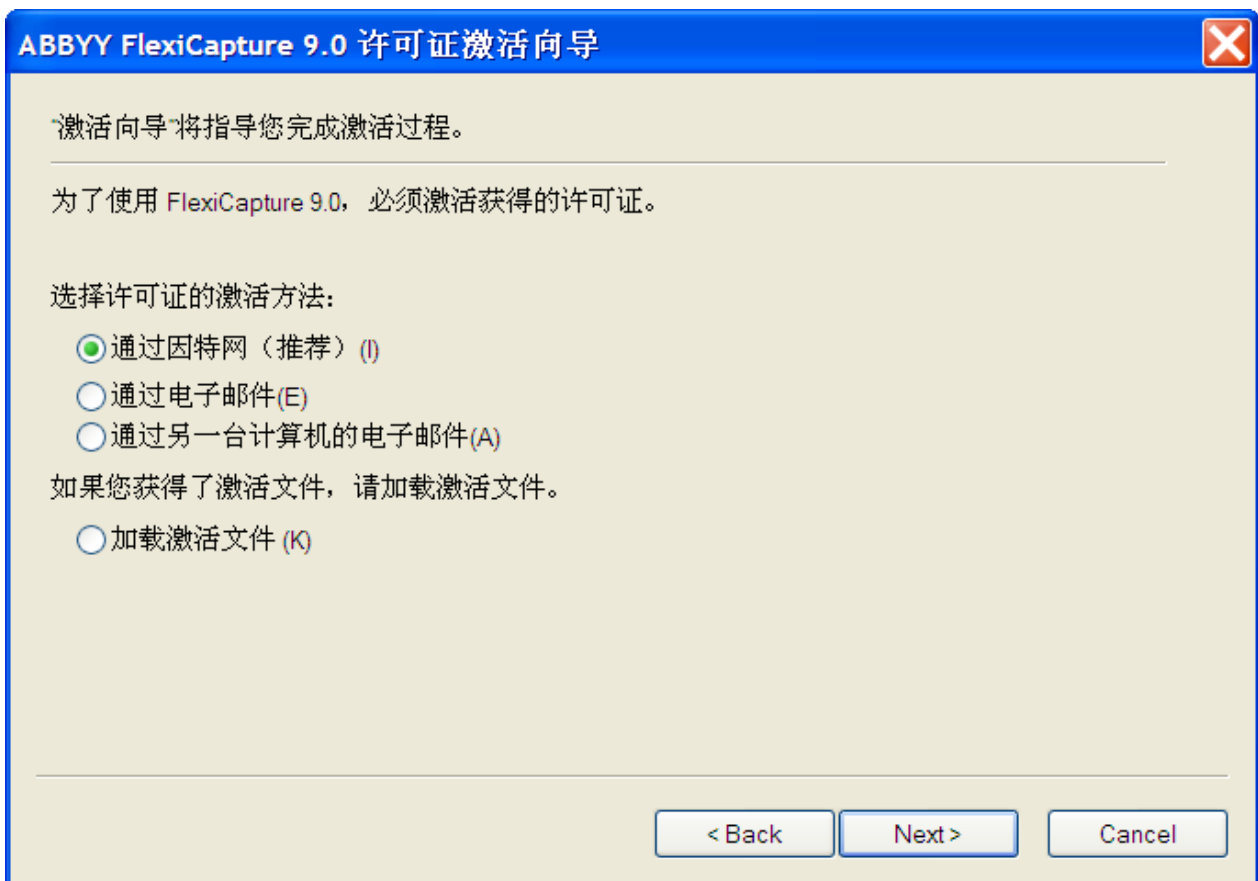 ABBYY FlexiCapture 9.0 许可证激活向导
"激活向导"将指导您完成激活过程。
为了使用 FlexiCapture 9.0，必须激活获得的许可证。
选择许可证的激活方法：
通过因特网（推荐）(I)
通过电子邮件(E)
通过另一台计算机的电子邮件(A)
如果您获得了激活文件，请加载激活文件。
加载激活文件 (K)
< Back Next > Cancel